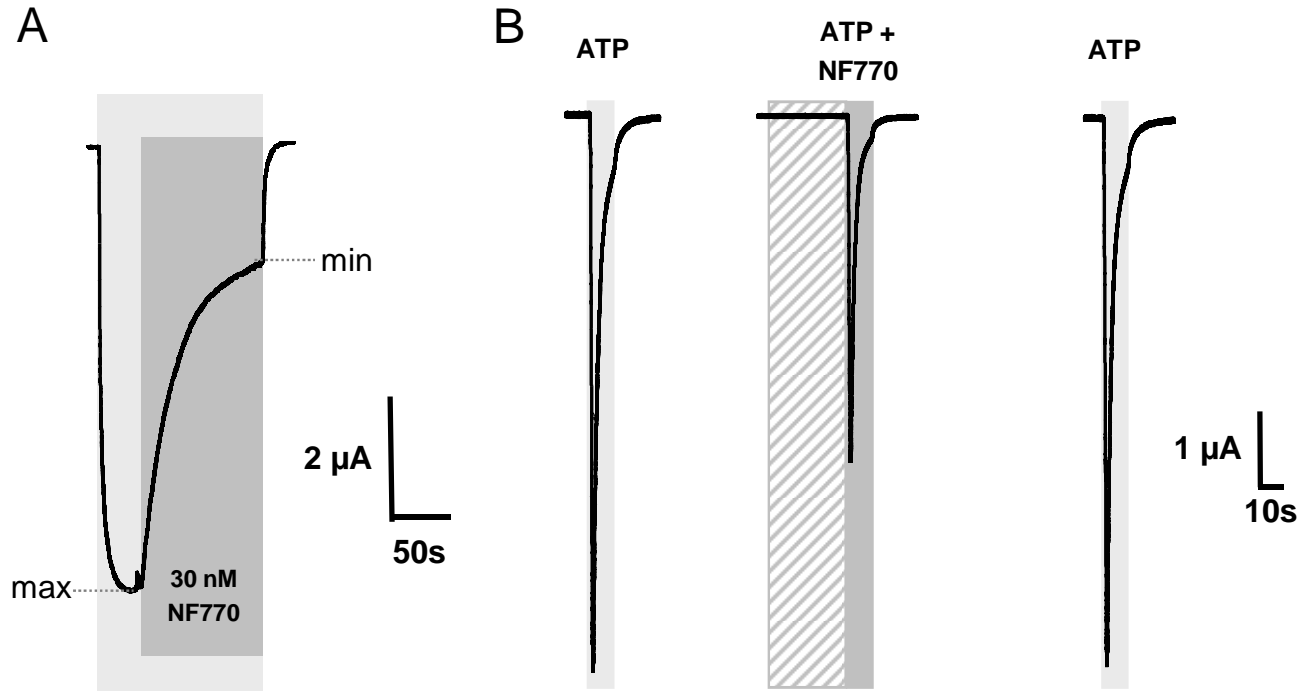 A
min
2 µA
50s
max
30 nM
NF770
B
ATP
ATP +
NF770
ATP
1 µA
10s